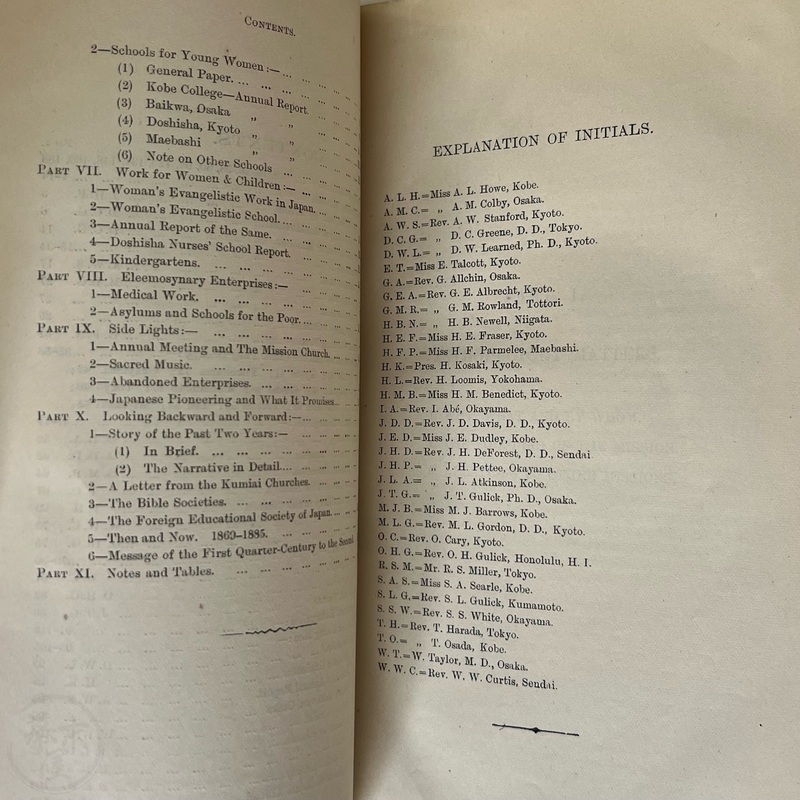 CONTENTS.
2—Schools for Young Women:—... ... ...
(1) General Paper. ... ... ...
(2) Kobe College—Annual Report. ...
(3) Baikwa, Osaka " "
(4) Doshisha, Kyoto " "
(5) Maebashi " "
(6) Note on Other Schools
PART VII. Work for Women & Children:—
1—Woman's Evangelistic Work in Japan.
2—Woman's Evangelistic School....
3—Annual Report of the Same.
4—Doshisha Nurses' School Report.
5—Kindergartens. ... ... ... ...
PART VIII. Eleemosynary Enterprises:—
1—Medical Work. ... ... ... ...
2—Asylums and Schools for the Poor....
PART IX. Side Lights:— ... ... ...
1—Annual Meeting and The Mission Church. ...
2—Sacred Music. ... ... ... ...
3—Abandoned Enterprises. ... ... ...
4—Japanese Pioneering and What It Promises...
PART X. Looking Backward and Forward:—...
1—Story of the Past Two Years:— ...
(1) In Brief. ... ... ... ...
(2) The Narrative in Detail.... ...
2—A Letter from the Kumiai Churches. ...
3—The Bible Societies. ... ... ...
4—The Foreign Educational Society of Japan. ...
5—Then and Now. 1869-1885. ... ...
6—Message of the First Quarter-Century to the Second
PART XI. Notes and Tables. ... ... ...
EXPLANATION OF INITIALS.
A. L. H.=Miss A. L. Howe, Kobe.
A. M. C.= „ A. M. Colby, Osaka.
A. W. S.=Rev. A. W. Stanford, Kyoto.
D. C. G.= „ D. C. Greene, D. D., Tokyo.
D. W. L.= „ D. W. Learned, Ph. D., Kyoto.
E. T.=Miss E. Talcott, Kyoto.
G. A.=Rev. G. Allchin, Osaka.
G. E. A.=Rev. G. E. Albrecht, Kyoto.
G. M. R.= „ G. M. Rowland, Tottori.
H. B. N.= „ H. B. Newell, Niigata.
H. E. F.=Miss H. E. Fraser, Kyoto.
H. F. P.=Miss H. F. Parmelee, Maebashi.
H. K.=Pres. H. Kosaki, Kyoto.
H. L.=Rev. H. Loomis, Yokohama.
H. M. B.=Miss H. M. Benedict, Kyoto.
I. A.=Rev. I. Abé, Okayama.
J. D. D.=Rev. J. D. Davis, D. D., Kyoto.
J. E. D.=Miss J. E. Dudley, Kobe.
J. H. D.=Rev. J. H. DeForest, D. D., Sendai
J. H. P.= „ J. H. Pettee, Okayama.
J. L. A.= „ J. L. Atkinson, Kobe.
J. T. G.= „ J. T. Gulick, Ph. D., Osaka.
M. J. B.=Miss M. J. Barrows, Kobe.
M. L. G.=Rev. M. L. Gordon, D. D., Kyoto.
O. C.=Rev. O. Cary, Kyoto.
O. H. G.=Rev. O. H. Gulick, Honolulu, H. I.
R. S. M.=Mr. R. S. Miller, Tokyo.
S. A. S.=Miss S. A. Searle, Kobe.
S. L. G.=Rev. S. L. Gulick, Kumamoto.
S. S. W.=Rev. S. S. White, Okayama.
T. H.=Rev. T. Harada, Tokyo.
T. O.= „ T. Osada, Kobe.
W. T.=W. Taylor, M. D., Osaka.
W. W. C.=Rev. W. W. Curtis, Sendai.